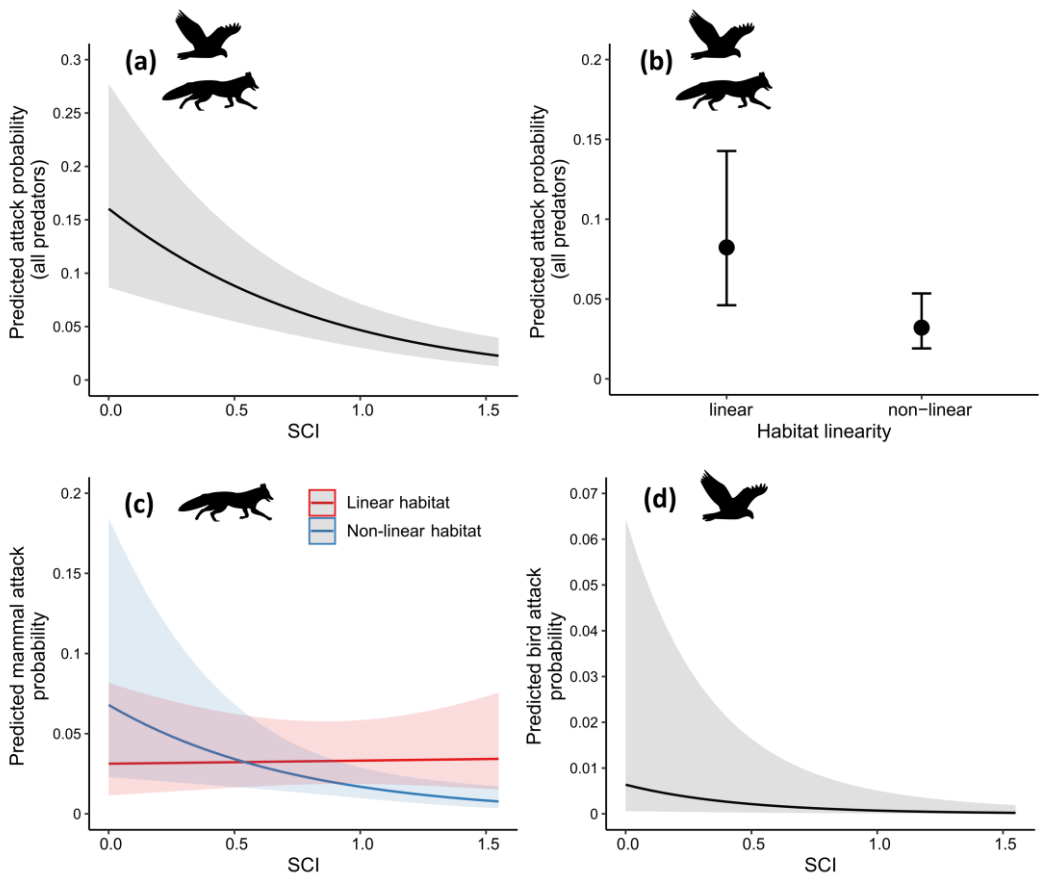 (a)
Predicted attack probability
(all predators)
0.3
0.25
0.2
0.15
0.1
0.05
0
0.0 0.5 1.0 1.5
SCI
(b)
Predicted attack probability
(all predators)
0.2
0.15
0.1
0.05
0
linear non−linear
Habitat linearity
(c)
Linear habitat
Non−linear habitat
Predicted mammal attack
probability
0.2
0.15
0.1
0.05
0
0.0 0.5 1.0 1.5
SCI
(d)
Predicted bird attack
probability
0.07
0.06
0.05
0.04
0.03
0.02
0.01
0
0.0 0.5 1.0 1.5
SCI